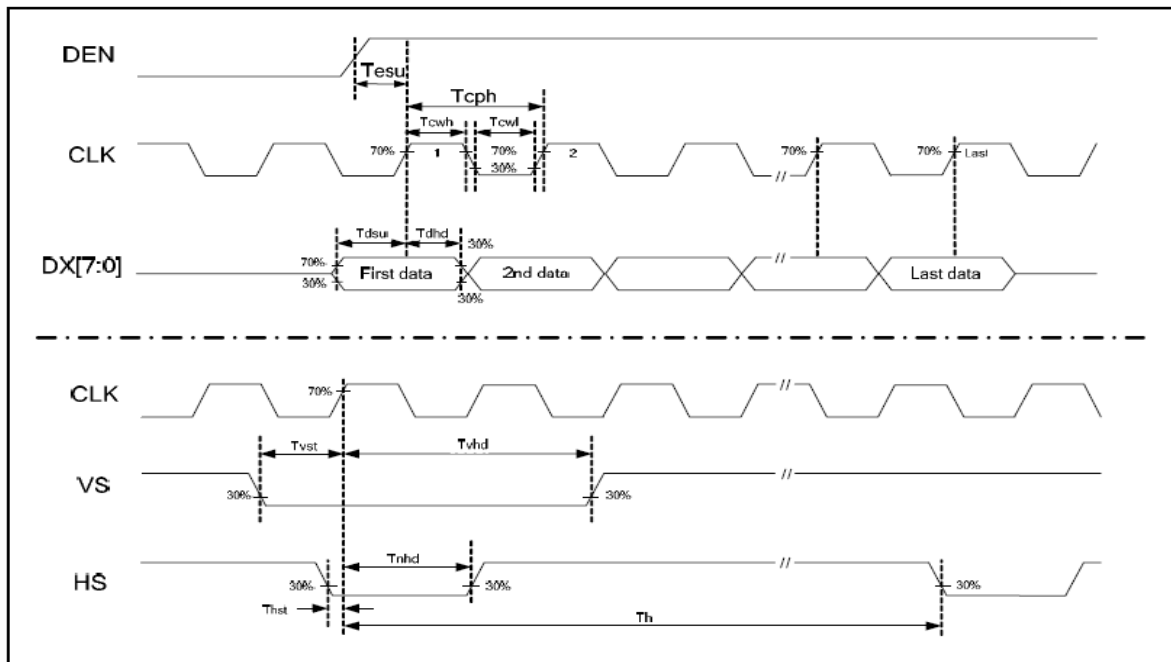 DEN
Tesu
Tcph
Tcwh Tcwl
CLK 70% 1 70% 30% 2 70% // 70% Last
Tdsu Tdhd 30%
DX[7:0] 70% 30% First data 30% 2nd data // Last data
CLK 70% //
Tvst Tvhd
VS 30% 30% //
Tnhd
HS 30% 30% // 30%
Thst
Th